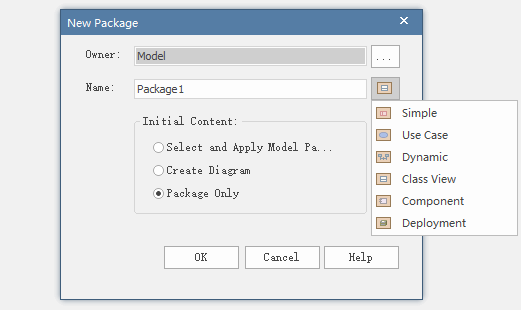 New Package
Owner: Model ...
Name: Package1
Initial Content:
Select and Apply Model Pa...
Create Diagram
Package Only
Simple
Use Case
Dynamic
Class View
Component
Deployment
OK Cancel Help